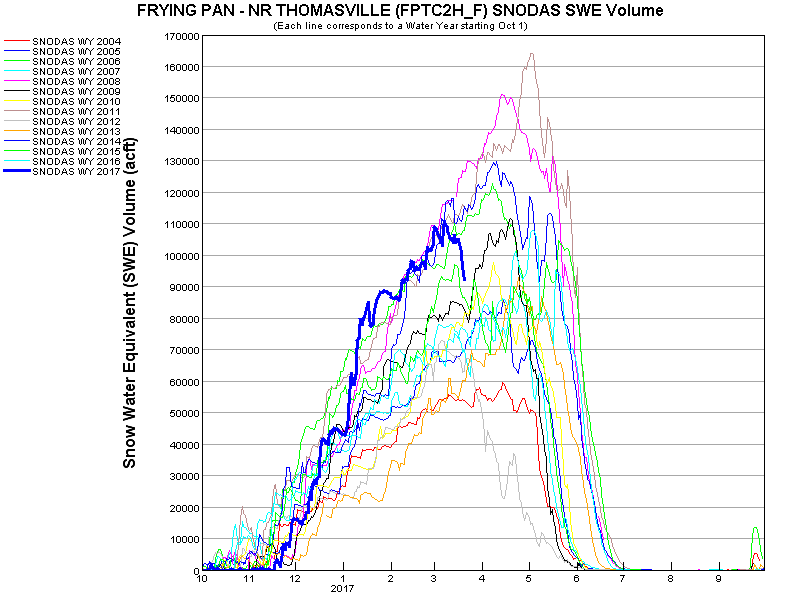 FRYING PAN - NR THOMASVILLE (FPTC2H_F) SNODAS SWE Volume
(Each line corresponds to a Water Year starting Oct 1)
SNODAS WY 2004
SNODAS WY 2005
SNODAS WY 2006
SNODAS WY 2007
SNODAS WY 2008
SNODAS WY 2009
SNODAS WY 2010
SNODAS WY 2011
SNODAS WY 2012
SNODAS WY 2013
SNODAS WY 2014
SNODAS WY 2015
SNODAS WY 2016
SNODAS WY 2017
Snow Water Equivalent (SWE) Volume (acft)
170000
160000
150000
140000
130000
120000
110000
100000
90000
80000
70000
60000
50000
40000
30000
20000
10000
0
10 11 12 1 2 3 4 5 6 7 8 9
2017